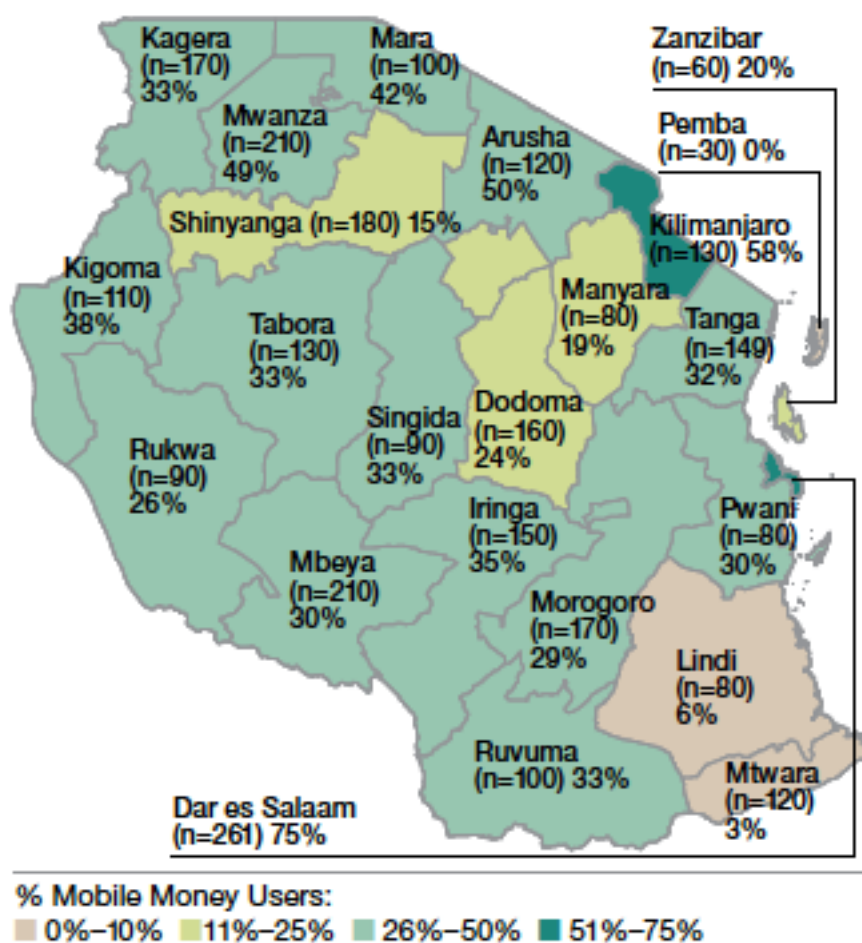 Kagera
(n=170)
33%
Mara
(n=100)
42%
Zanzibar
(n=60) 20%
Mwanza
(n=210)
49%
Arusha
(n=120)
50%
Pemba
(n=30) 0%
Shinyanga (n=180) 15%
Kilimanjaro
(n=130) 58%
Kigoma
(n=110)
38%
Tabora
(n=130)
33%
Manyara
(n=80)
19%
Tanga
(n=149)
32%
Rukwa
(n=90)
26%
Singida
(n=90)
33%
Dodoma
(n=160)
24%
Iringa
(n=150)
35%
Pwani
(n=80)
30%
Mbeya
(n=210)
30%
Morogoro
(n=170)
29%
Lindi
(n=80)
6%
Ruvuma
(n=100) 33%
Mtwara
(n=120)
3%
Dar es Salaam
(n=261) 75%
% Mobile Money Users:
0%–10% 11%–25% 26%–50% 51%–75%